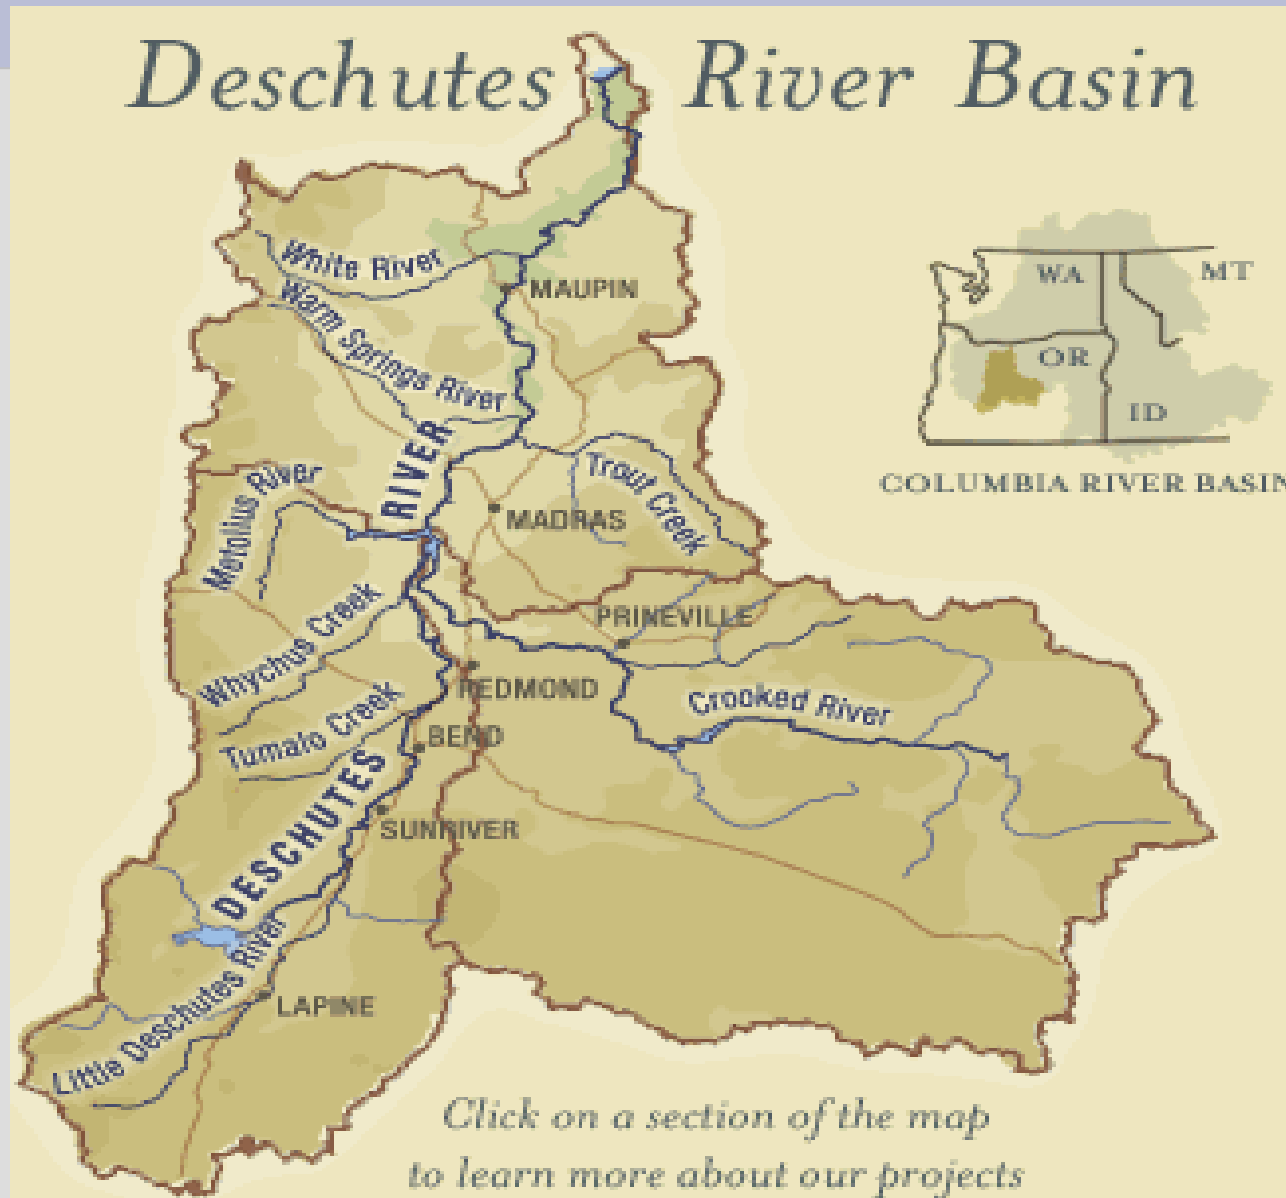 Deschutes River Basin
White River
MAUPIN
WA
MT
Warm Springs River
OR
ID
COLUMBIA RIVER BASIN
RIVER
Trout Creek
Metolius River
MADRAS
Whychus Creek
PRINEVILLE
REDMOND
Crooked River
Tumalo Creek
BEND
DESCHUTES
SUNRIVER
Little Deschutes River
LAPINE
Click on a section of the map
to learn more about our projects